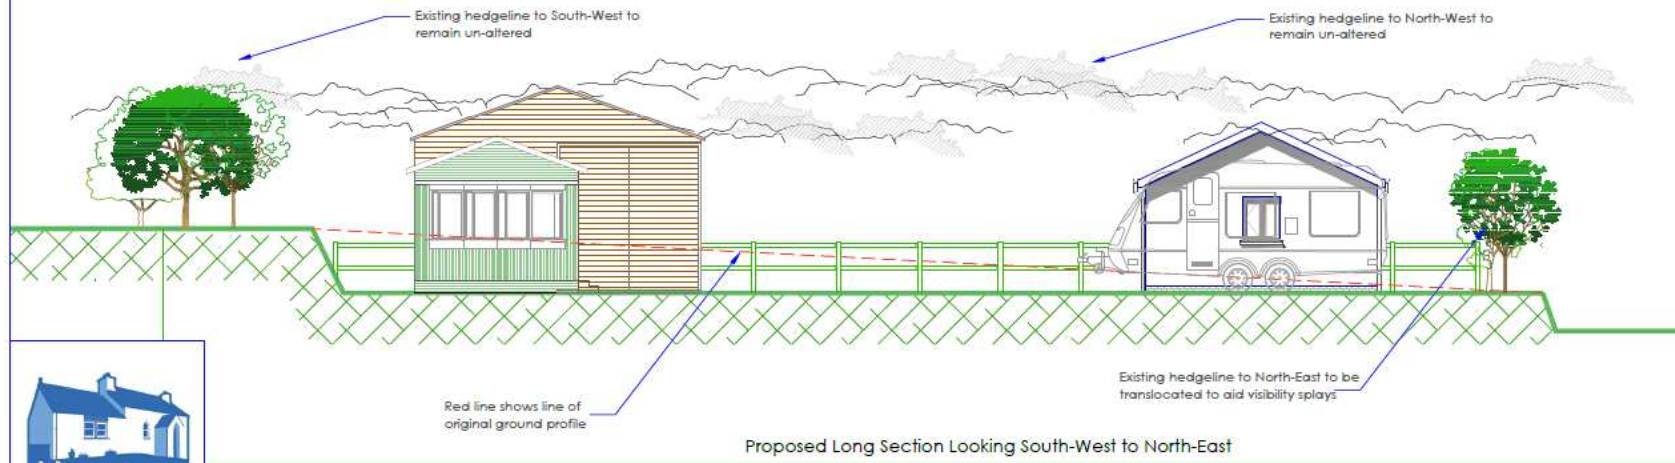 Existing hedgeline to South-West to
remain un-altered
Existing hedgeline to North-West to
remain un-altered
Existing hedgeline to North-East to be
translocated to aid visibility splays
Red line shows line of
original ground profile
Proposed Long Section Looking South-West to North-East